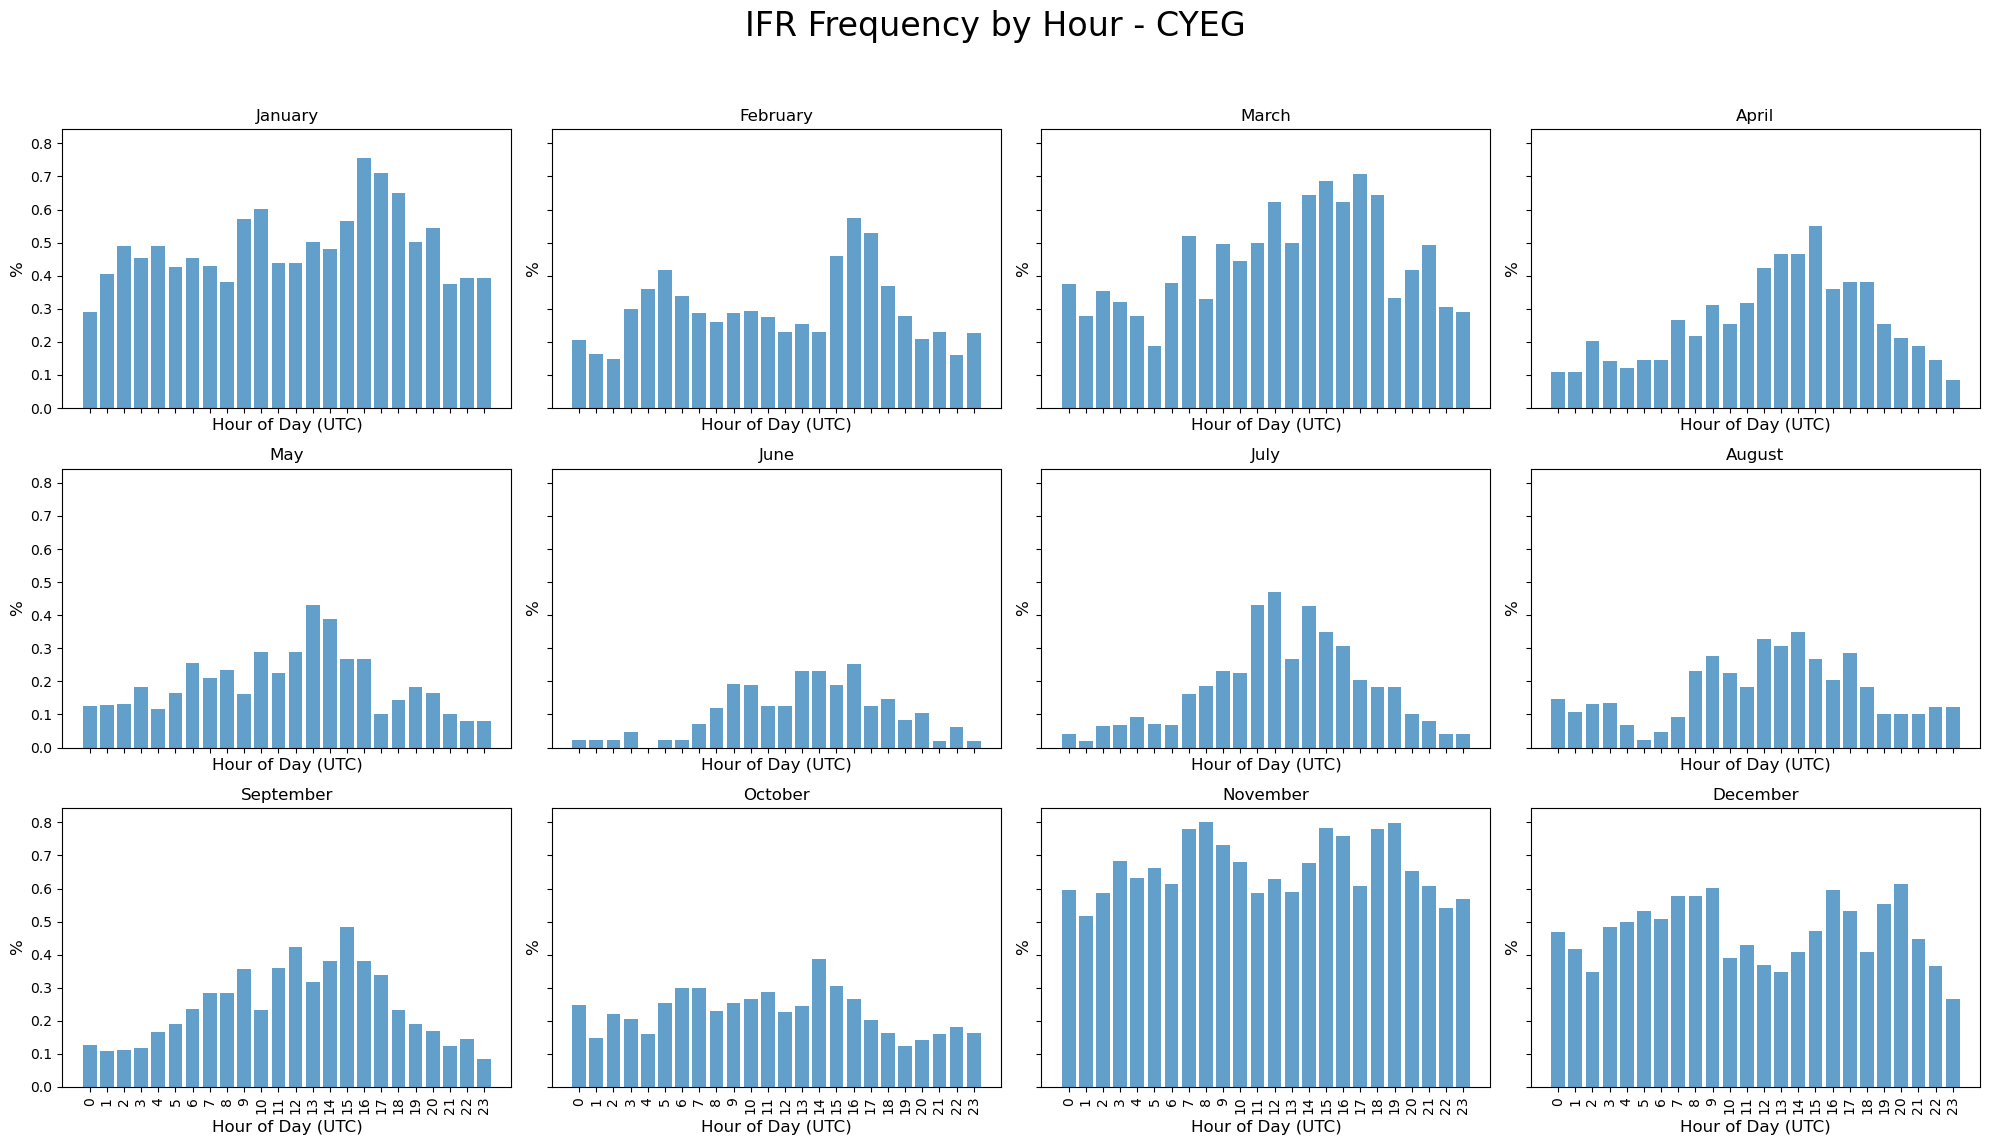 IFR Frequency by Hour - CYEG
January
February
March
April
0.8
0.7
0.6
0.5
0.4
0.3
0.2
0.1
0.0
%
%
%
%
Hour of Day (UTC)
Hour of Day (UTC)
Hour of Day (UTC)
Hour of Day (UTC)
May
June
July
August
0.8
0.7
0.6
0.5
0.4
0.3
0.2
0.1
0.0
%
%
%
%
Hour of Day (UTC)
Hour of Day (UTC)
Hour of Day (UTC)
Hour of Day (UTC)
September
October
November
December
0.8
0.7
0.6
0.5
0.4
0.3
0.2
0.1
0.0
%
%
%
%
0 1 2 3 4 5 6 7 8 9 10 11 12 13 14 15 16 17 18 19 20 21 22 23
0 1 2 3 4 5 6 7 8 9 10 11 12 13 14 15 16 17 18 19 20 21 22 23
0 1 2 3 4 5 6 7 8 9 10 11 12 13 14 15 16 17 18 19 20 21 22 23
0 1 2 3 4 5 6 7 8 9 10 11 12 13 14 15 16 17 18 19 20 21 22 23
Hour of Day (UTC)
Hour of Day (UTC)
Hour of Day (UTC)
Hour of Day (UTC)